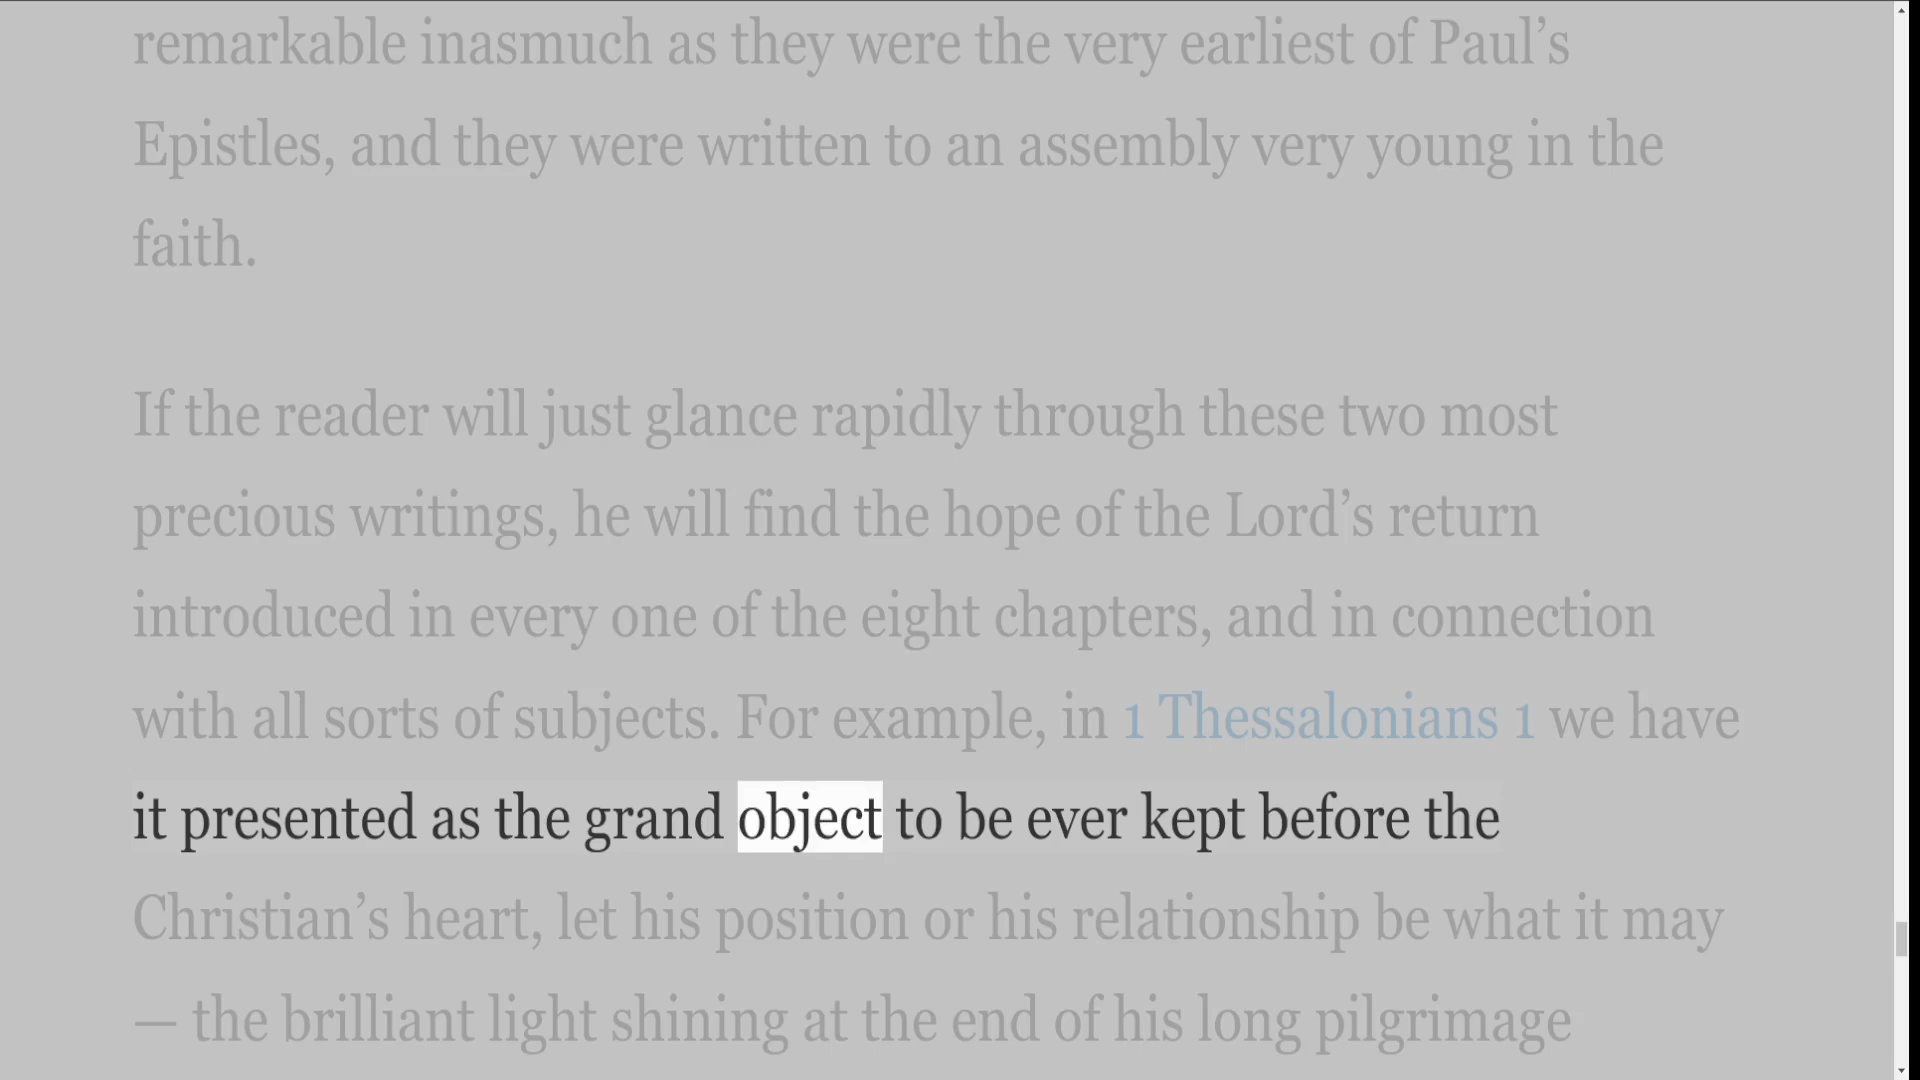 remarkable inasmuch as they were the very earliest of Paul’s
Epistles, and they were written to an assembly very young in the
faith.
If the reader will just glance rapidly through these two most
precious writings, he will find the hope of the Lord’s return
introduced in every one of the eight chapters, and in connection
with all sorts of subjects. For example, in 1 Thessalonians 1 we have
it presented as the grand object to be ever kept before the
Christian’s heart, let his position or his relationship be what it may
— the brilliant light shining at the end of his long pilgrimage